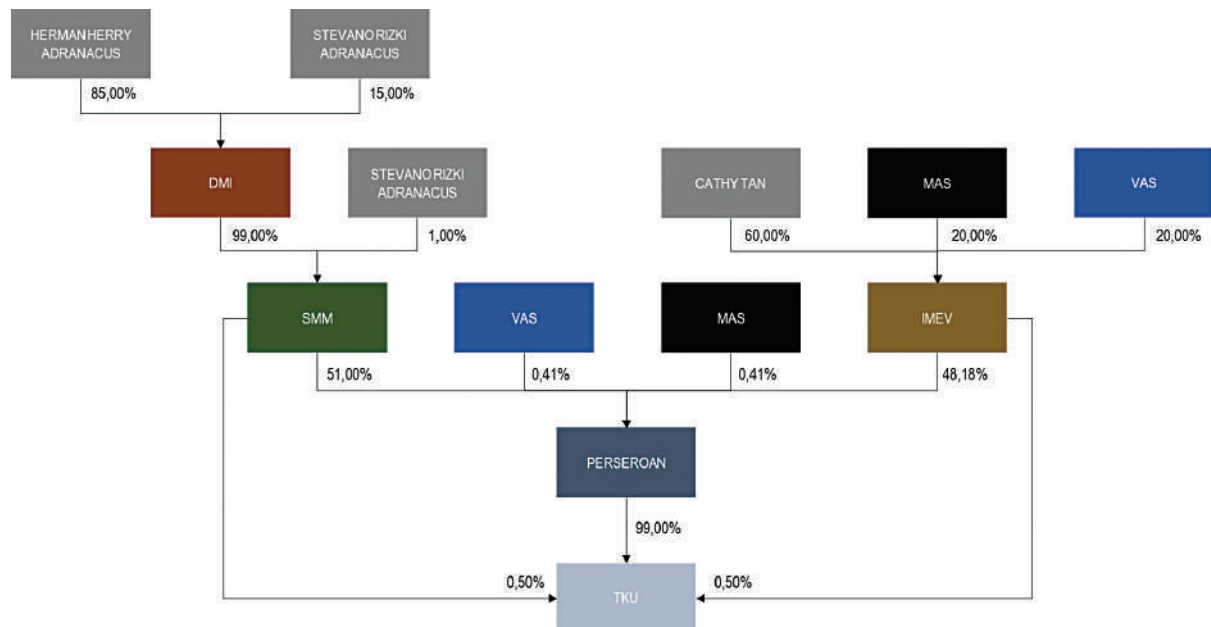 HERMAN HERRY
ADRANACUS
STEVANO RIZKI
ADRANACUS
85,00%
15,00%
DMI
STEVANO RIZKI
ADRANACUS
CATHY TAN
MAS
VAS
99,00%
1,00%
60,00%
20,00%
20,00%
SMM
VAS
MAS
IMEV
51,00%
0,41%
0,41%
48,18%
PERSEROAN
99,00%
0,50%
0,50%
TKU